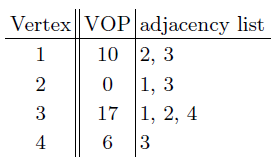 Vertex VOP adjacency list
1 10 2, 3
2 0 1, 3
3 17 1, 2, 4
4 6 3